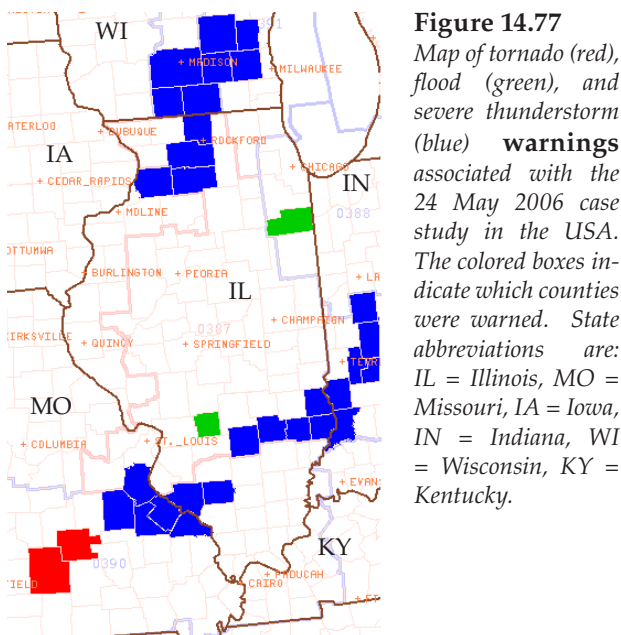 WI
0391
+ MADISON
+ MILWAUKEE
ATERLOO
+ DUBUQUE
+ ROCKFORD
IA
+ CHICAGO
+ CEDAR_RAPIDS
IN
+ MOLINE
0388
OTTUMWA
+ BURLINGTON
+ PEORIA
+ LA
IL
+ CHAMPAIGN
0387
KIRKSVILLE
+ QUINCY
+ SPRINGFIELD
+ TERR
MO
+ COLUMBIA
+ ST._LOUIS
+ EVANS
0390
KY
+ PADUCAH
IELD
+ CAIRO
Figure 14.77
Map of tornado (red),
flood (green), and
severe thunderstorm
(blue) warnings
associated with the
24 May 2006 case
study in the USA.
The colored boxes in-
dicate which counties
were warned. State
abbreviations are:
IL = Illinois, MO =
Missouri, IA = Iowa,
IN = Indiana, WI
= Wisconsin, KY =
Kentucky.